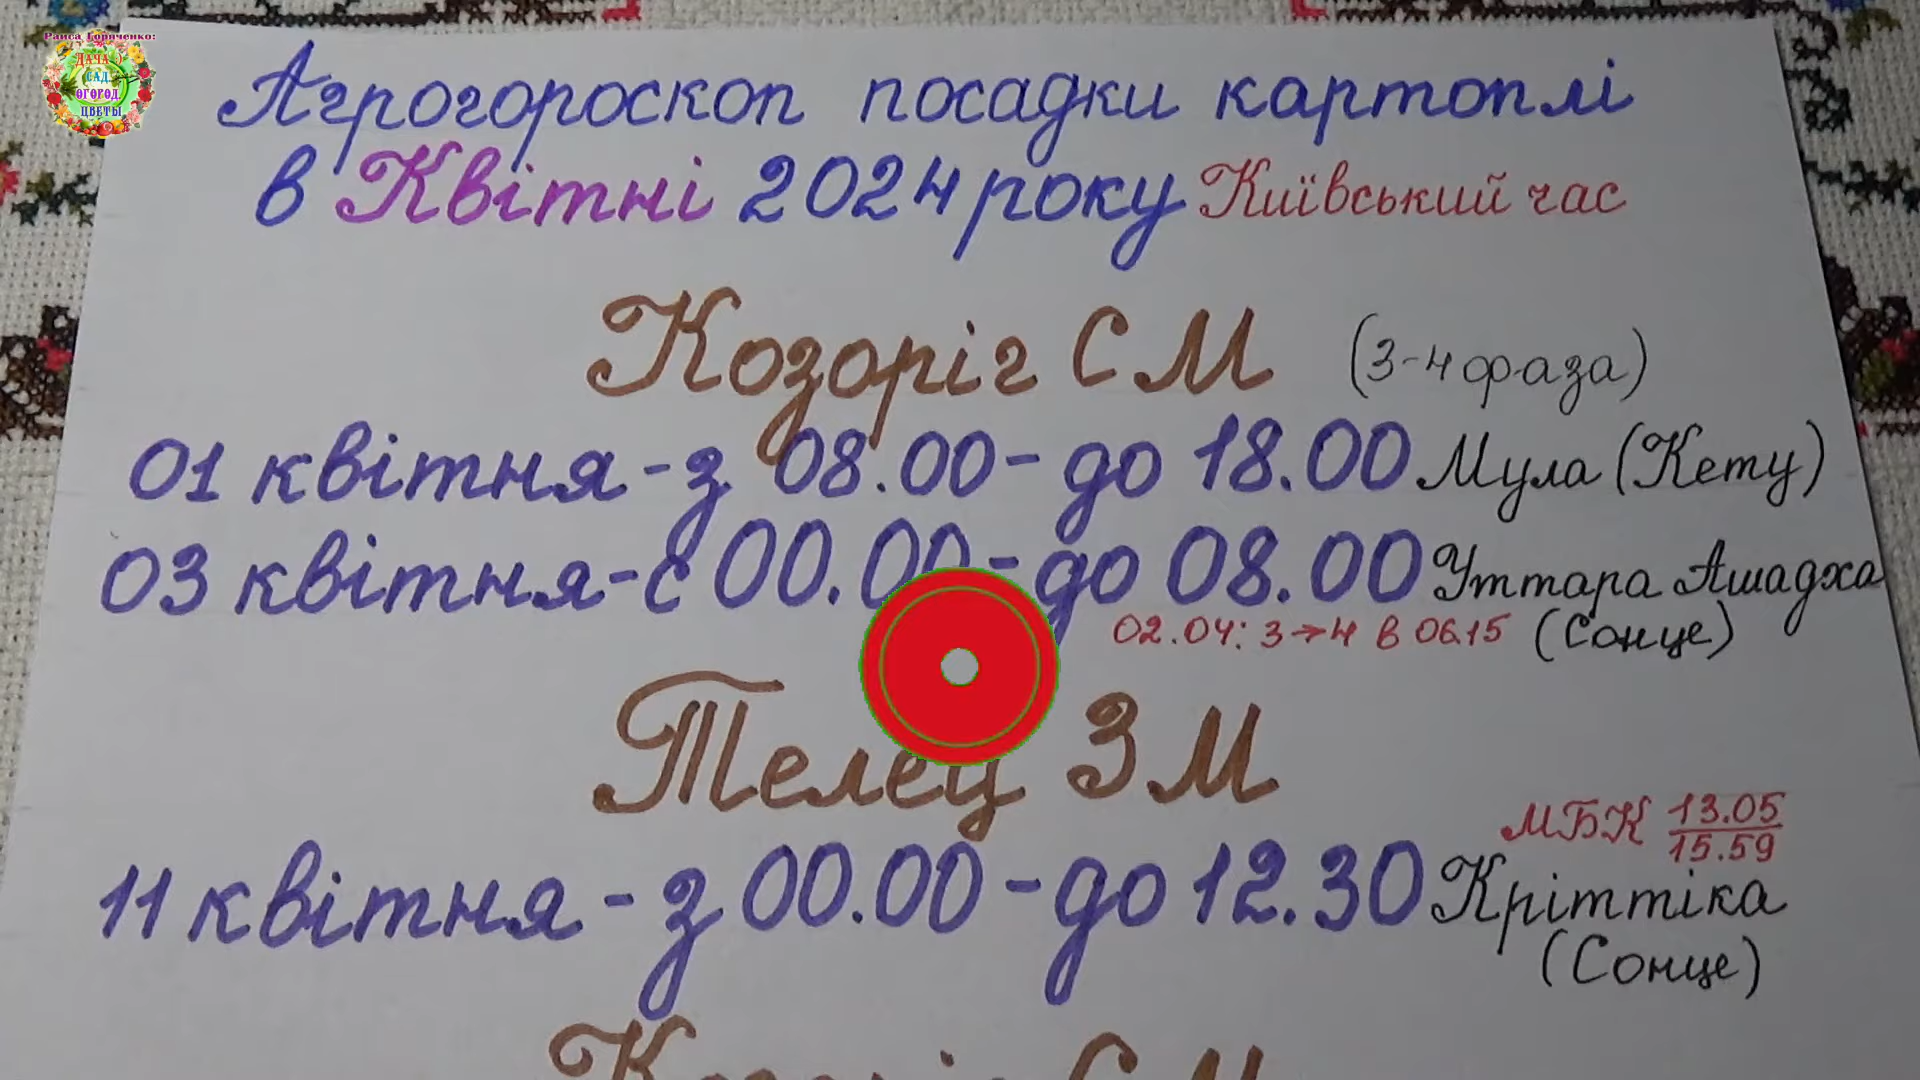 Раиса Горяченко:
ДАЧА
САД
ОГОРОД
ЦВЕТЫ
Агрогороскоп посадки картоплі
в Квітні 2024 року Київський час
Козоріг СМ (3-4 фаза)
01 квітня - з 08.00 - до 18.00 Мула (Кету)
03 квітня - с 00.00 - до 08.00 Уттара Ашадха
02.04: 3→4 в 06.15 (Сонце)
Телец ЗМ
МБК 13.05
15.59
11 квітня - з 00.00 - до 12.30 Кріттіка
(Сонце)